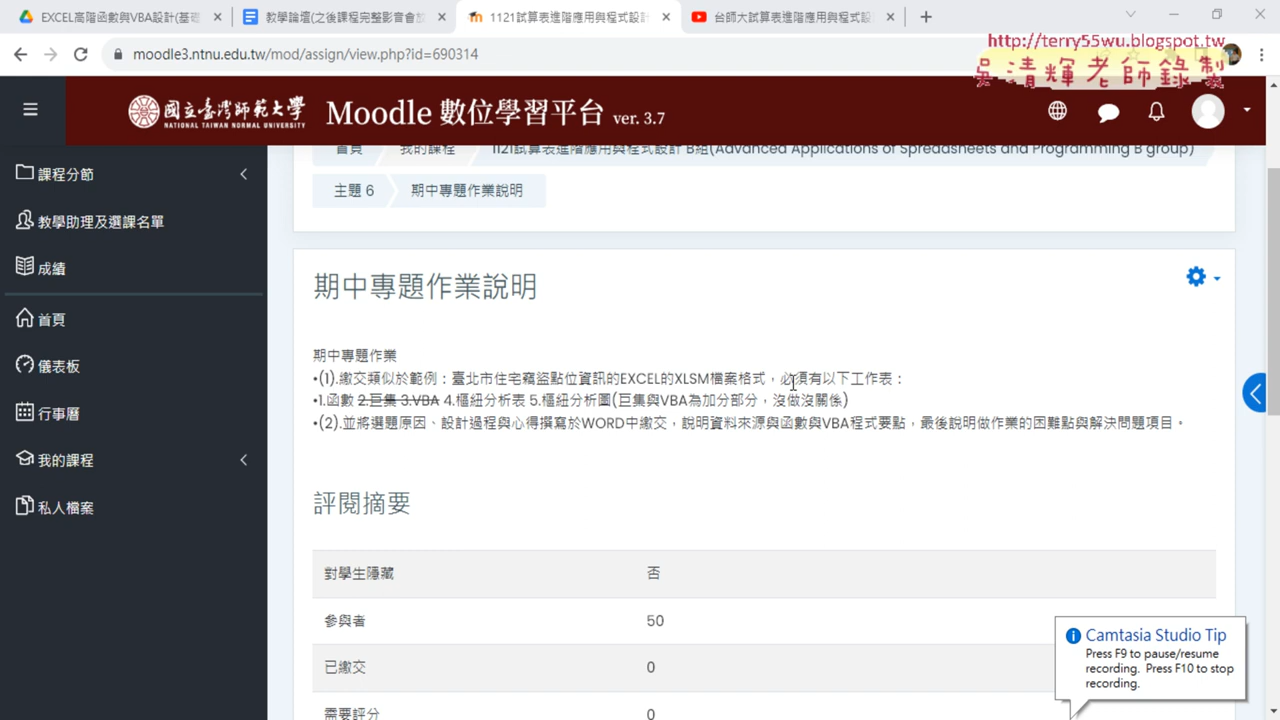 EXCEL高階函數與VBA設計(基礎
教學論壇(之後課程完整影音會放
1121試算表進階應用與程式設計
台師大試算表進階應用與程式設
moodle3.ntnu.edu.tw/mod/assign/view.php?id=690314
http://terry55wu.blogspot.tw
吳清輝老師錄製
國立臺灣師範大學
NATIONAL TAIWAN NORMAL UNIVERSITY
Moodle 數位學習平台 ver. 3.7
課程分節
教學助理及選課名單
成績
首頁
儀表板
行事曆
我的課程
私人檔案
首頁
我的課程
1121試算表進階應用與程式設計 B組(Advanced Applications of Spreadsheets and Programming B group)
主題 6
期中專題作業說明
期中專題作業說明
期中專題作業
•(1).繳交類似於範例：臺北市住宅竊盜點位資訊的EXCEL的XLSM檔案格式，必須有以下工作表：
•1.函數 2.巨集 3.VBA 4.樞紐分析表 5.樞紐分析圖(巨集與VBA為加分部分，沒做沒關係)
•(2).並將選題原因、設計過程與心得撰寫於WORD中繳交，說明資料來源與函數與VBA程式要點，最後說明做作業的困難點與解決問題項目。
評閱摘要
對學生隱藏
否
參與者
50
已繳交
0
需要評分
0
Camtasia Studio Tip
Press F9 to pause/resume
recording. Press F10 to stop
recording.